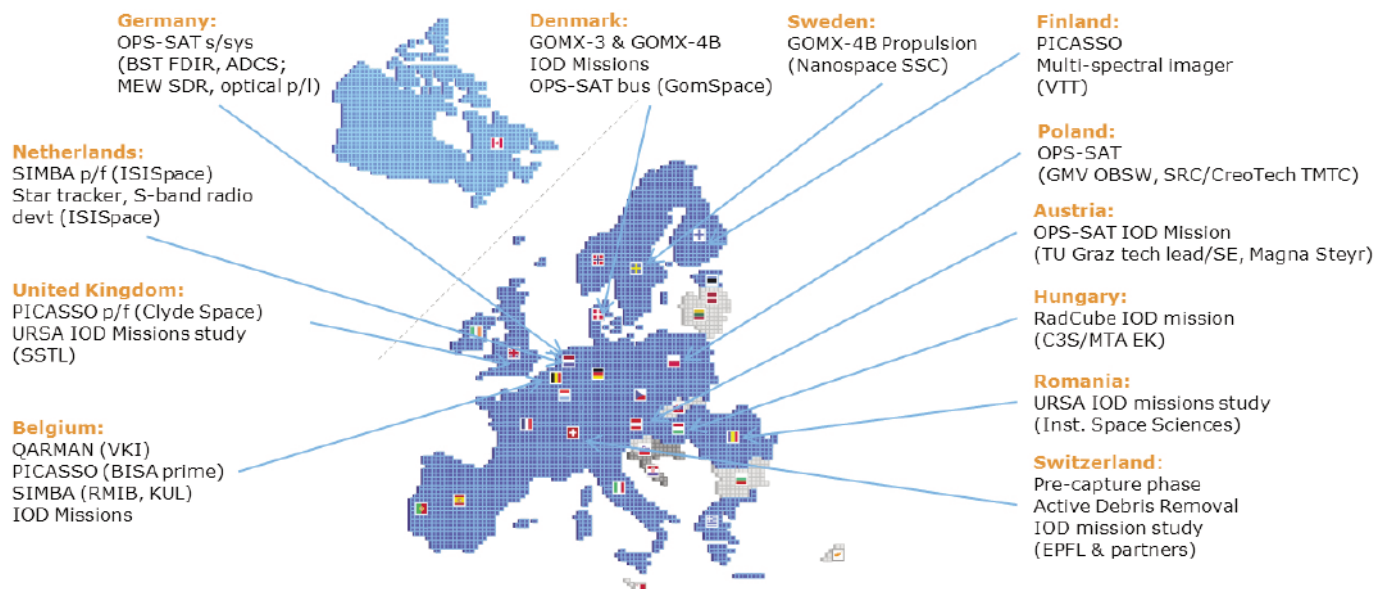 Germany:
OPS-SAT s/sys
(BST FDIR, ADCS;
MEW SDR, optical p/l)
Denmark:
GOMX-3 & GOMX-4B
IOD Missions
OPS-SAT bus (GomSpace)
Sweden:
GOMX-4B Propulsion
(Nanospace SSC)
Finland:
PICASSO
Multi-spectral imager
(VTT)
Netherlands:
SIMBA p/f (ISISpace)
Star tracker, S-band radio
devt (ISISpace)
United Kingdom:
PICASSO p/f (Clyde Space)
URSA IOD Missions study
(SSTL)
Belgium:
QARMAN (VKI)
PICASSO (BISA prime)
SIMBA (RMIB, KUL)
IOD Missions
Poland:
OPS-SAT
(GMV OBSW, SRC/CreoTech TMTC)
Austria:
OPS-SAT IOD Mission
(TU Graz tech lead/SE, Magna Steyr)
Hungary:
RadCube IOD mission
(C3S/MTA EK)
Romania:
URSA IOD missions study
(Inst. Space Sciences)
Switzerland:
Pre-capture phase
Active Debris Removal
IOD mission study
(EPFL & partners)